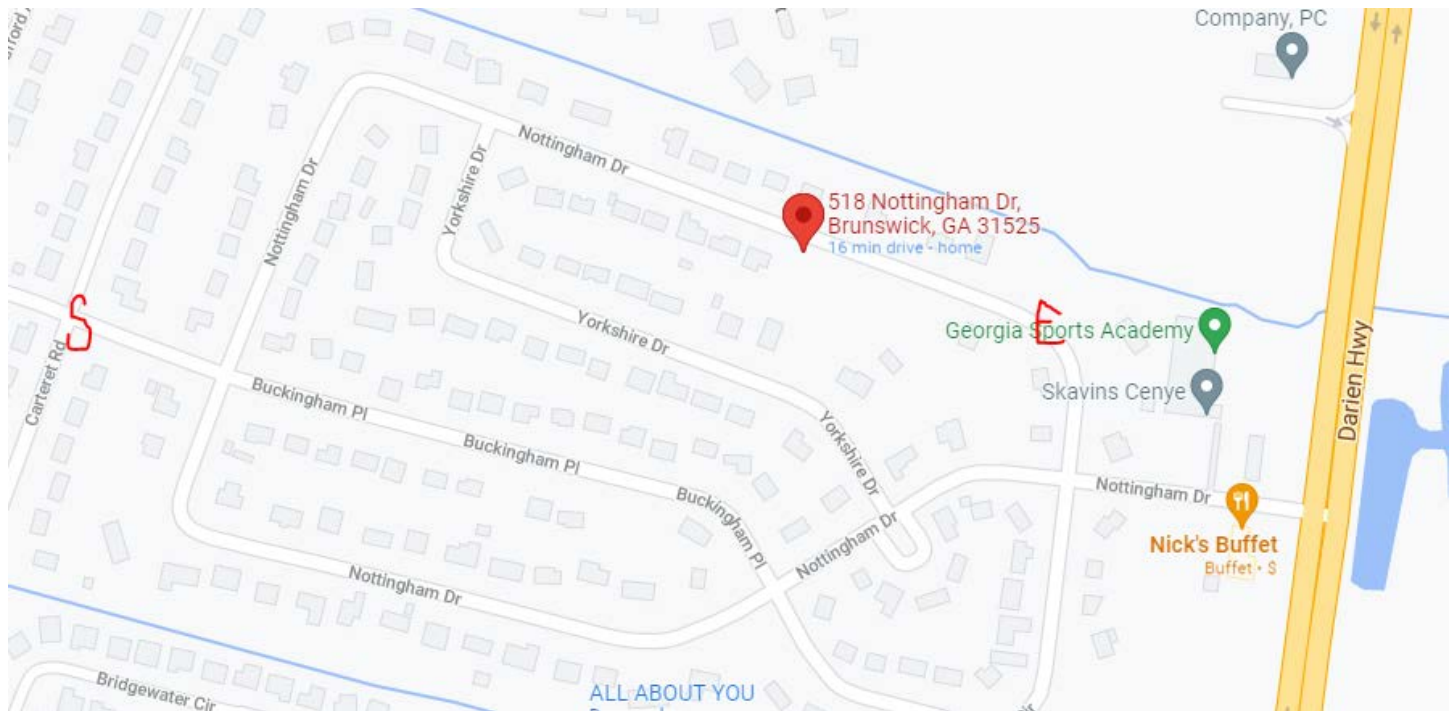 Company, PC
Nottingham Dr
Nottingham Dr
Yorkshire Dr
518 Nottingham Dr,
Brunswick, GA 31525
16 min drive - home
S
E
Georgia Sports Academy
Yorkshire Dr
Carteret Rd
Darien Hwy
Skavins Cenye
Buckingham Pl
Buckingham Pl
Yorkshire Dr
Buckingham Pl
Nottingham Dr
Nottingham Dr
Nick's Buffet
Buffet • $
Nottingham Dr
Bridgewater Cir
ALL ABOUT YOU